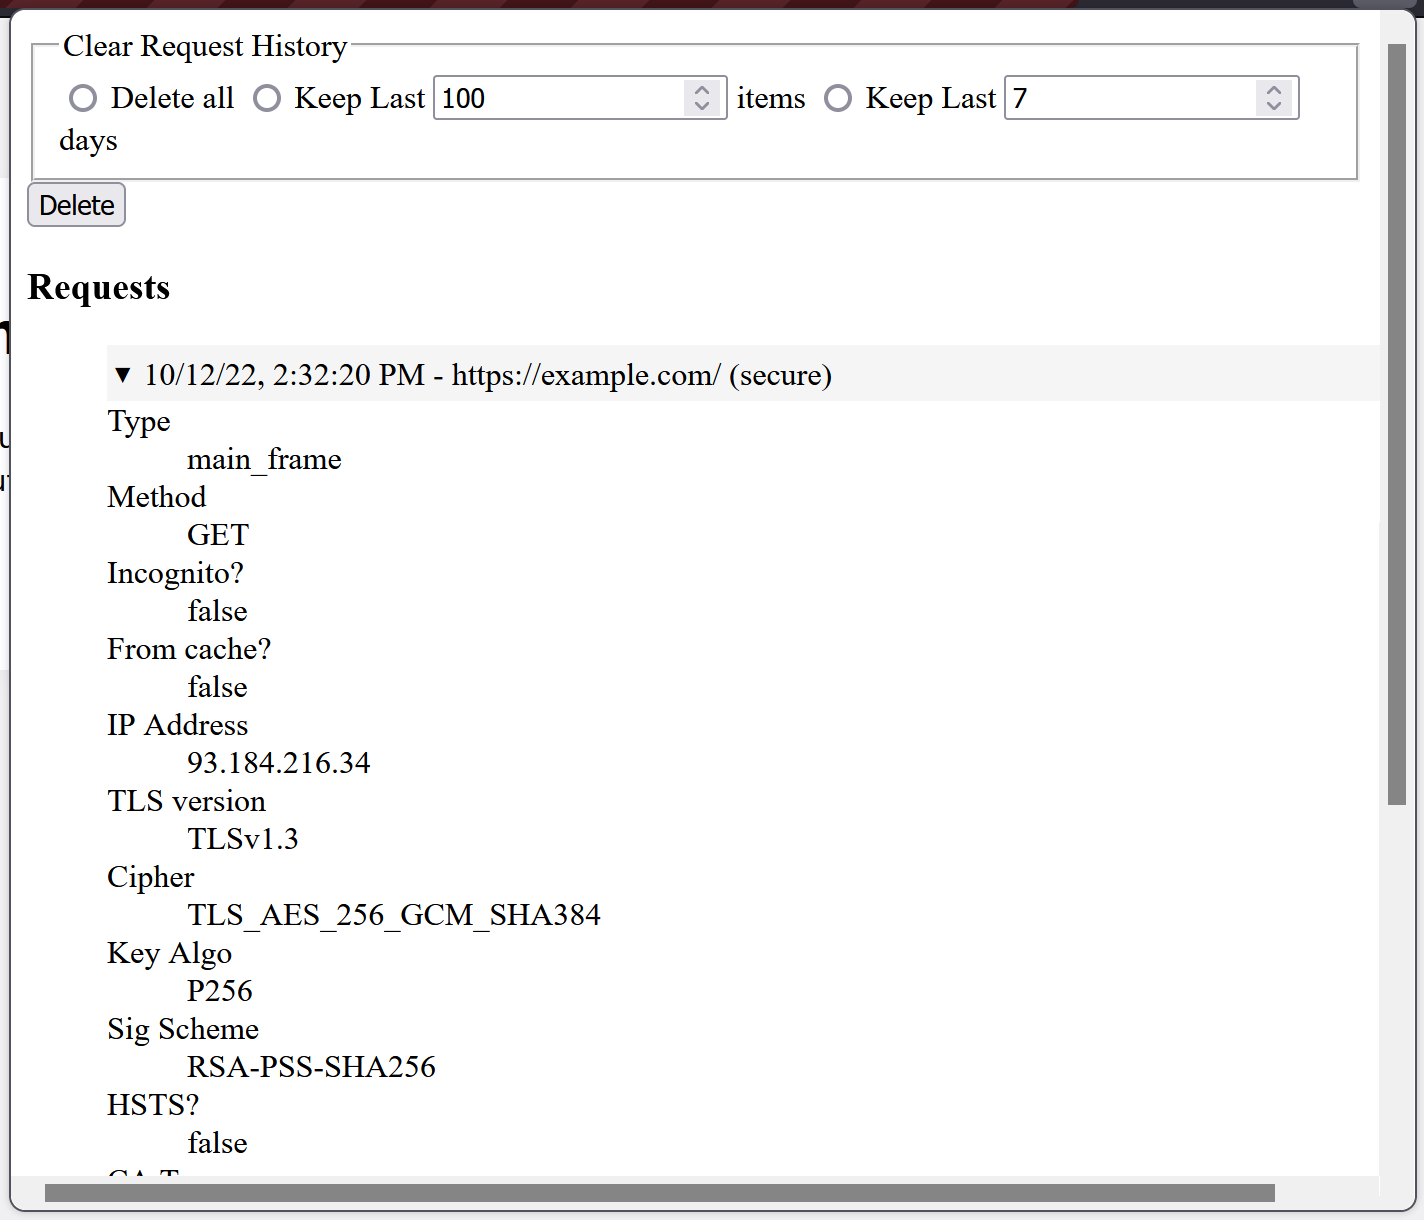 Clear Request History
Delete all Keep Last 100 items Keep Last 7
days
Delete
Requests
▼ 10/12/22, 2:32:20 PM - https://example.com/ (secure)
Type
main_frame
Method
GET
Incognito?
false
From cache?
false
IP Address
93.184.216.34
TLS version
TLSv1.3
Cipher
TLS_AES_256_GCM_SHA384
Key Algo
P256
Sig Scheme
RSA-PSS-SHA256
HSTS?
false